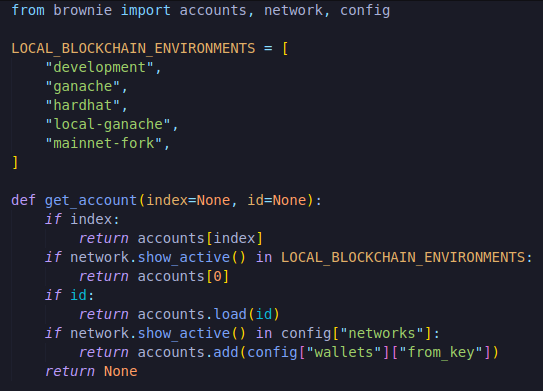 from brownie import accounts, network, config

LOCAL_BLOCKCHAIN_ENVIRONMENTS = [
    "development",
    "ganache",
    "hardhat",
    "local-ganache",
    "mainnet-fork",
]

def get_account(index=None, id=None):
    if index:
        return accounts[index]
    if network.show_active() in LOCAL_BLOCKCHAIN_ENVIRONMENTS:
        return accounts[0]
    if id:
        return accounts.load(id)
    if network.show_active() in config["networks"]:
        return accounts.add(config["wallets"]["from_key"])
    return None